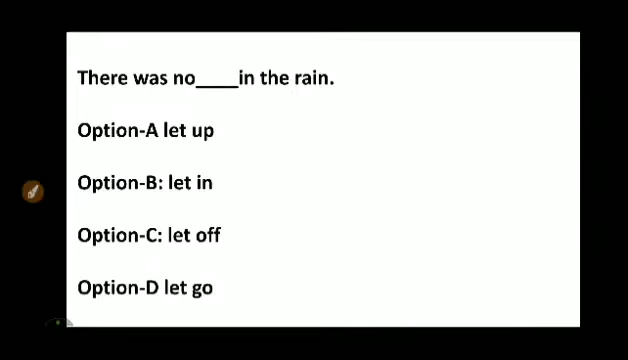 There was no____in the rain.
Option-A let up
Option-B: let in
Option-C: let off
Option-D let go